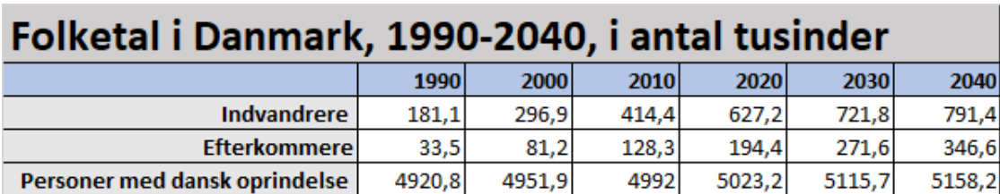 Folketal i Danmark, 1990-2040, i antal tusinder
1990 2000 2010 2020 2030 2040
Indvandrere 181,1 296,9 414,4 627,2 721,8 791,4
Efterkommere 33,5 81,2 128,3 194,4 271,6 346,6
Personer med dansk oprindelse 4920,8 4951,9 4992 5023,2 5115,7 5158,2